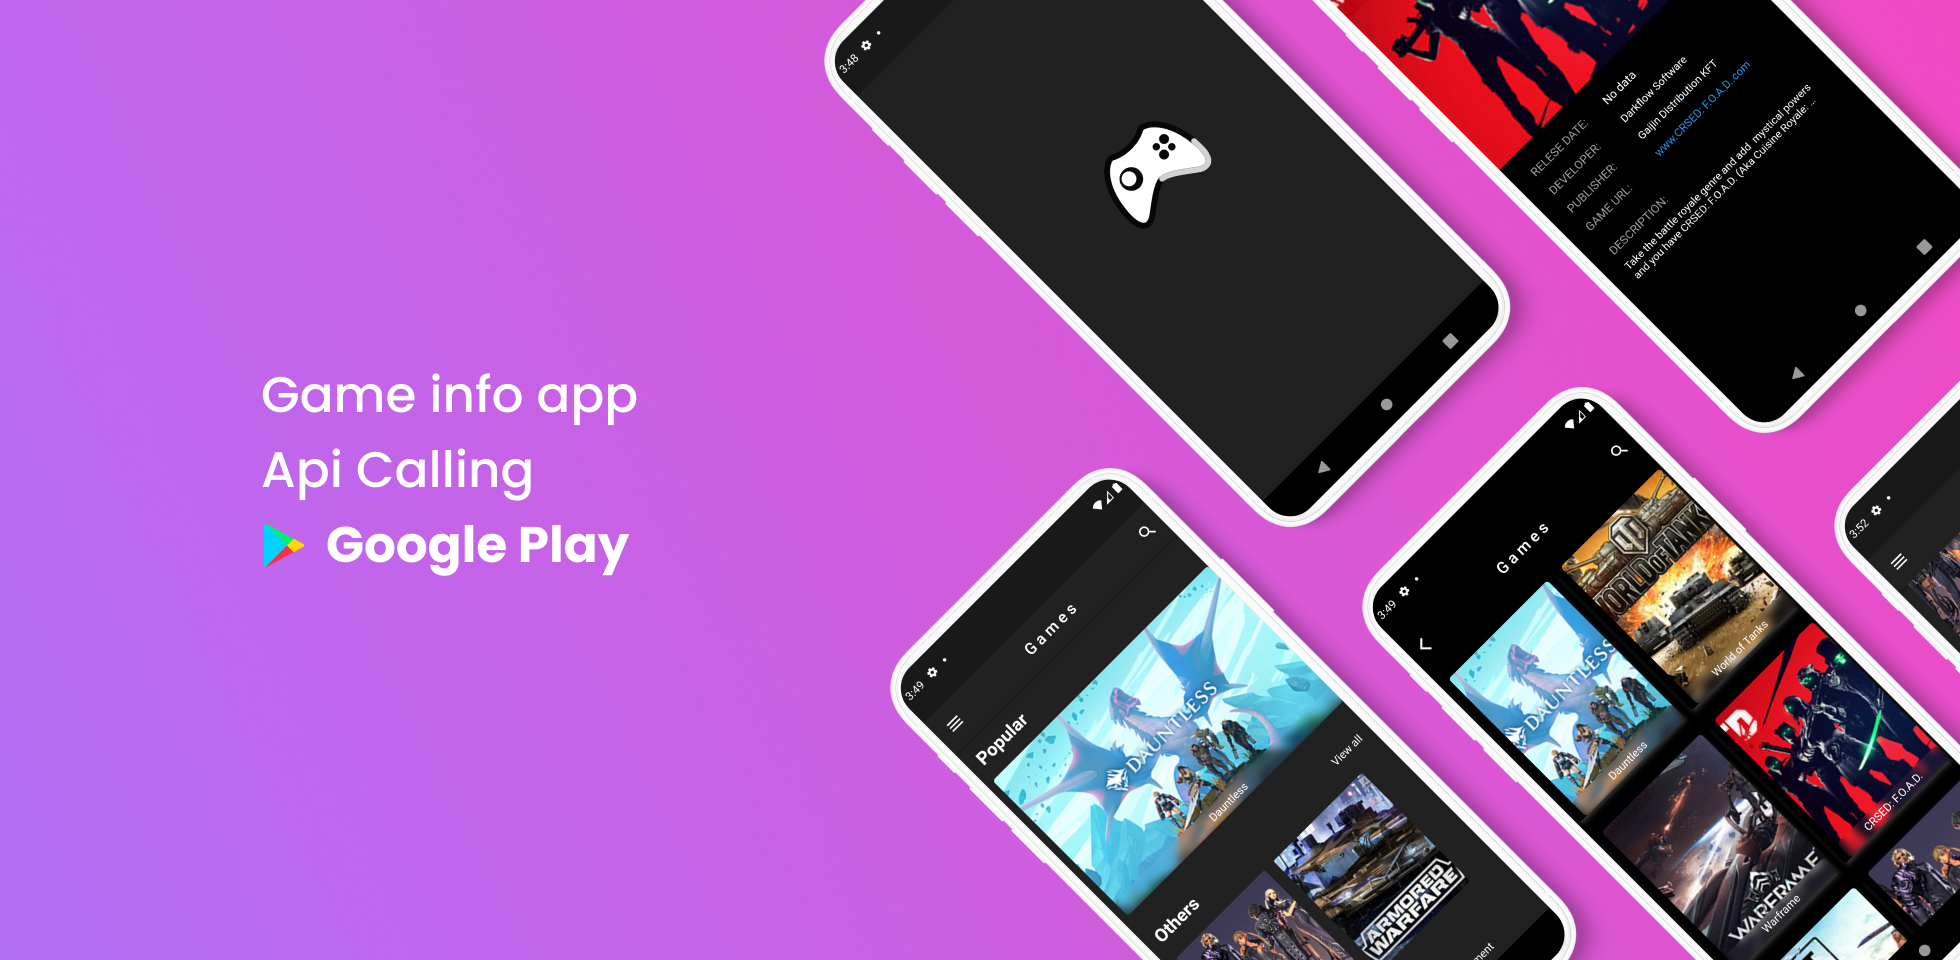 Game info app
Api Calling
Google Play
3:48
No data
RELESE DATE:
Darkflow Software
DEVELOPER:
Gaijin Distribution KFT
PUBLISHER:
www.CRSED: F.O.A.D..com
GAME URL:
DESCRIPTION:
Take the battle royale genre and add mystical powers
and you have CRSED: F.O.A.D. (Aka Cuisine Royale: ...
3:49
Games
Popular
DAUNTLESS
Dauntless
View all
Others
ARMORED
WARFARE
3:49
Games
WORLD OF TANKS
World of Tanks
DAUNTLESS
Dauntless
CRSED: F.O.A.D.
WARFRAME
Warframe
3:52